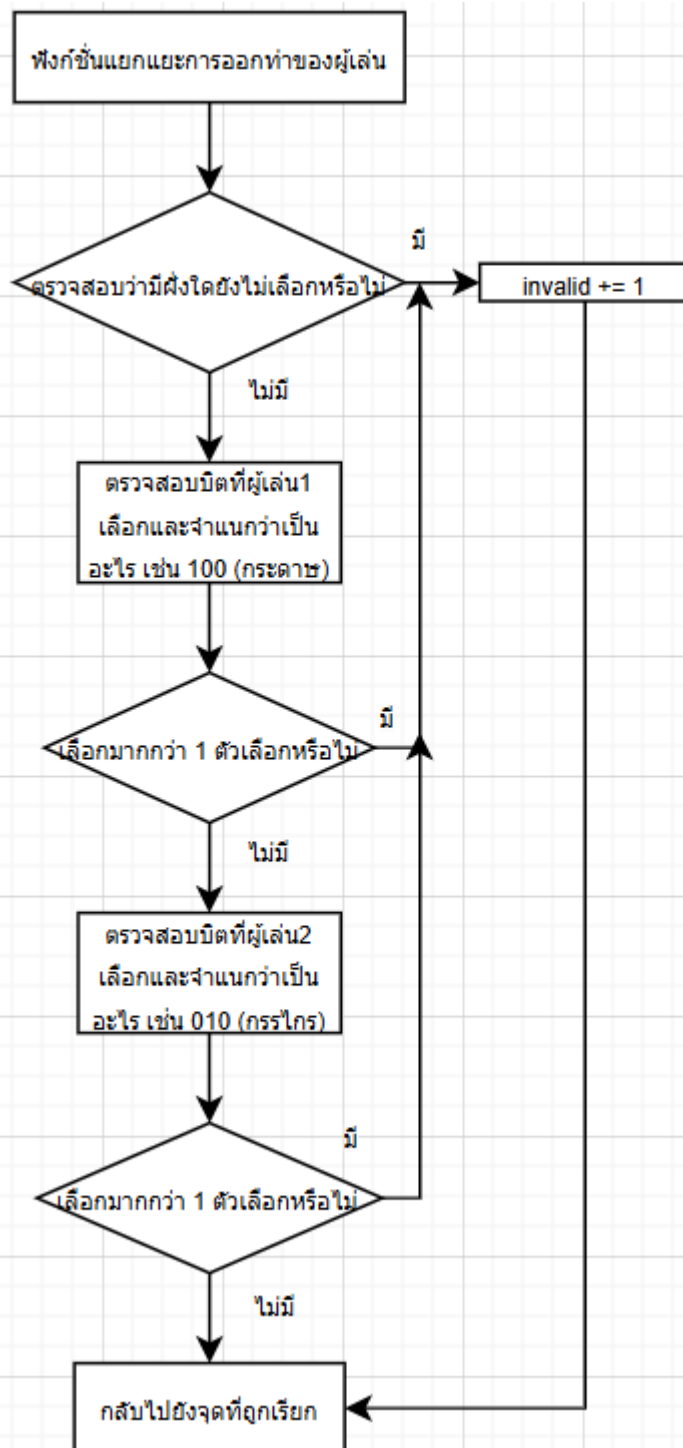 ฟังก์ชั่นแยกแยะการออกท่าของผู้เล่น
มี
ตรวจสอบว่ามีฝั่งใดยังไม่เลือกหรือไม่
invalid += 1
ไม่มี
ตรวจสอบบิตที่ผู้เล่น1
เลือกและจำแนกว่าเป็น
อะไร เช่น 100 (กระดาษ)
มี
เลือกมากกว่า 1 ตัวเลือกหรือไม่
ไม่มี
ตรวจสอบบิตที่ผู้เล่น2
เลือกและจำแนกว่าเป็น
อะไร เช่น 010 (กรรไกร)
มี
เลือกมากกว่า 1 ตัวเลือกหรือไม่
ไม่มี
กลับไปยังจุดที่ถูกเรียก